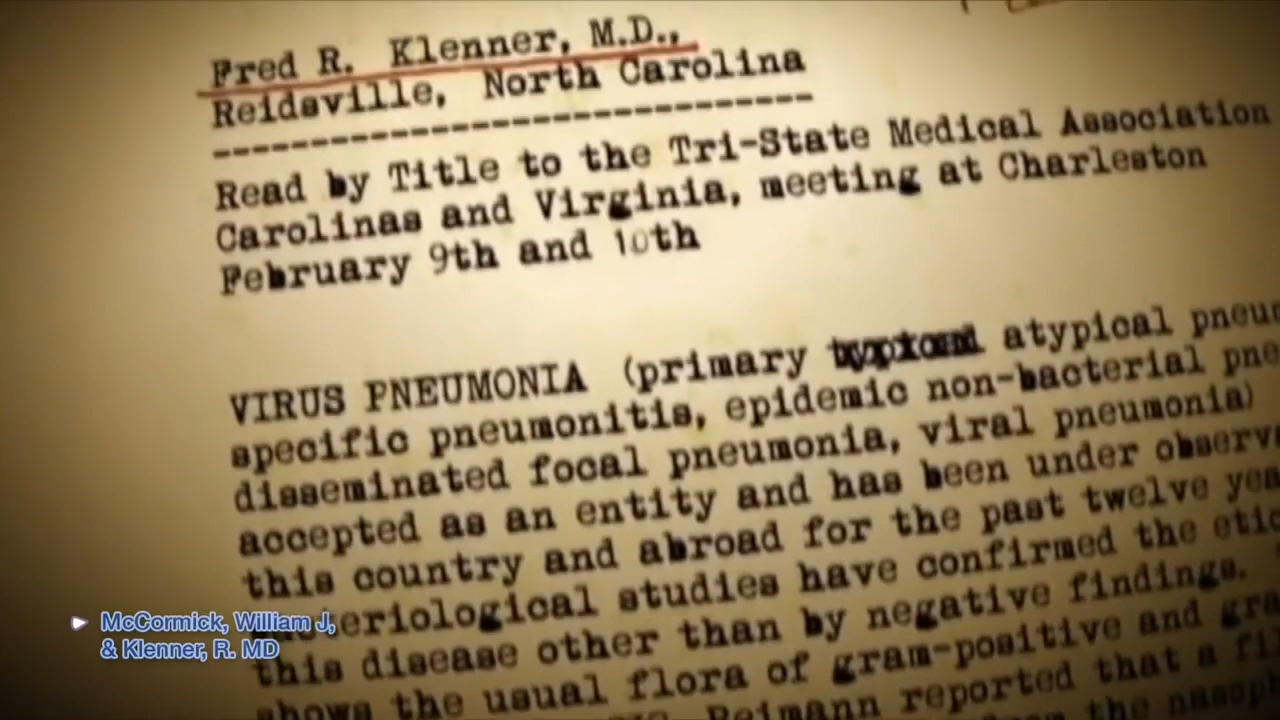 Fred R. Klenner, M.D.,
Reidsville, North Carolina
Read by Title to the Tri-State Medical Association
Carolinas and Virginia, meeting at Charleston
February 9th and 10th
VIRUS PNEUMONIA (primary atypical
specific pneumonitis, epidemic non-bacterial
disseminated focal pneumonia, viral pneumonia)
accepted as an entity and has been under
this country and abroad for the past twelve
studies have confirmed the
this disease other than by negative findings.
shows the usual flora of gram-positive and
Reimann reported that a
McCormick, William J,
& Klenner, R. MD